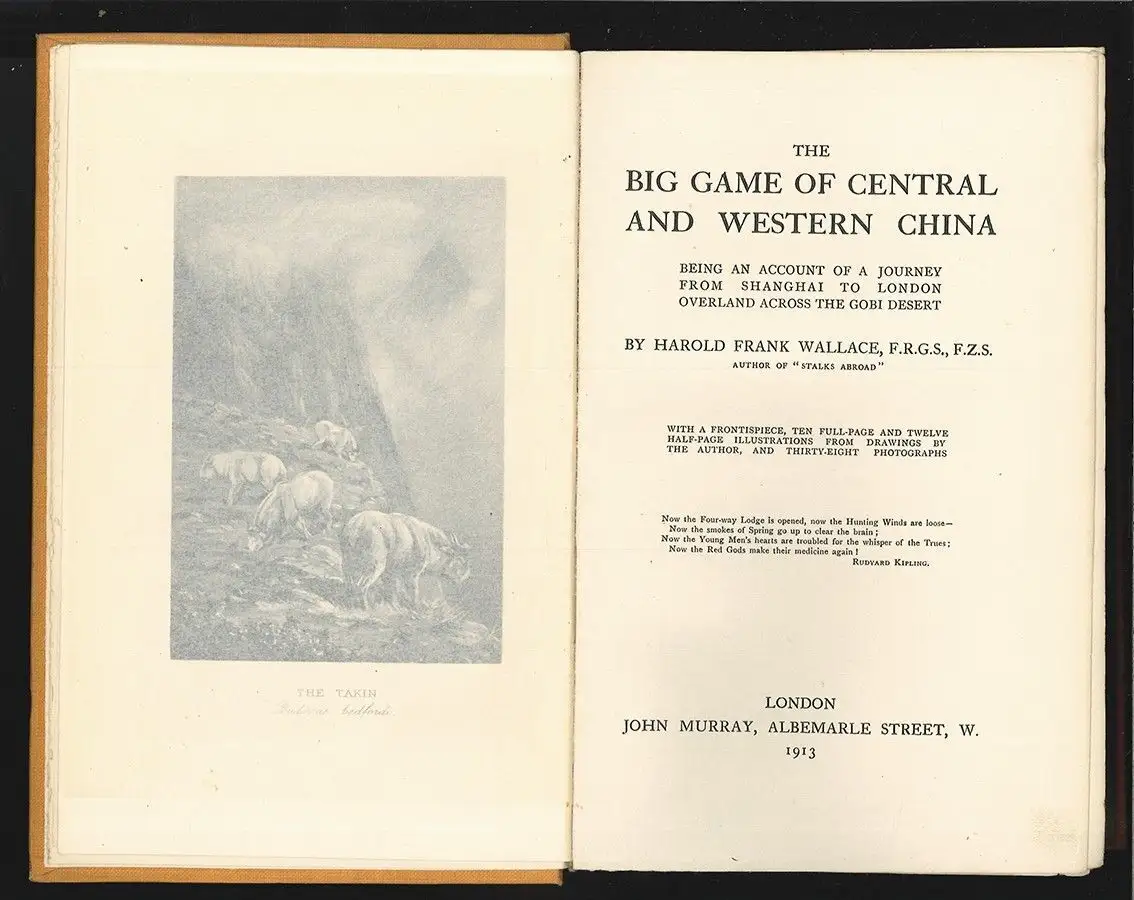 THE TAKIN
THE
BIG GAME OF CENTRAL
AND WESTERN CHINA
BEING AN ACCOUNT OF A JOURNEY
FROM SHANGHAI TO LONDON
OVERLAND ACROSS THE GOBI DESERT
BY HAROLD FRANK WALLACE, F.R.G.S., F.Z.S.
AUTHOR OF "STALKS ABROAD"
WITH A FRONTISPIECE, TEN FULL-PAGE AND TWELVE
HALF-PAGE ILLUSTRATIONS FROM DRAWINGS BY
THE AUTHOR, AND THIRTY-EIGHT PHOTOGRAPHS
Now the Four-way Lodge is opened, now the Hunting Winds are loose—
Now the smokes of Spring go up to clear the brain;
Now the Young Men's hearts are troubled for the whisper of the Trues;
Now the Red Gods make their medicine again!
RUDYARD KIPLING.
LONDON
JOHN MURRAY, ALBEMARLE STREET, W.
1913